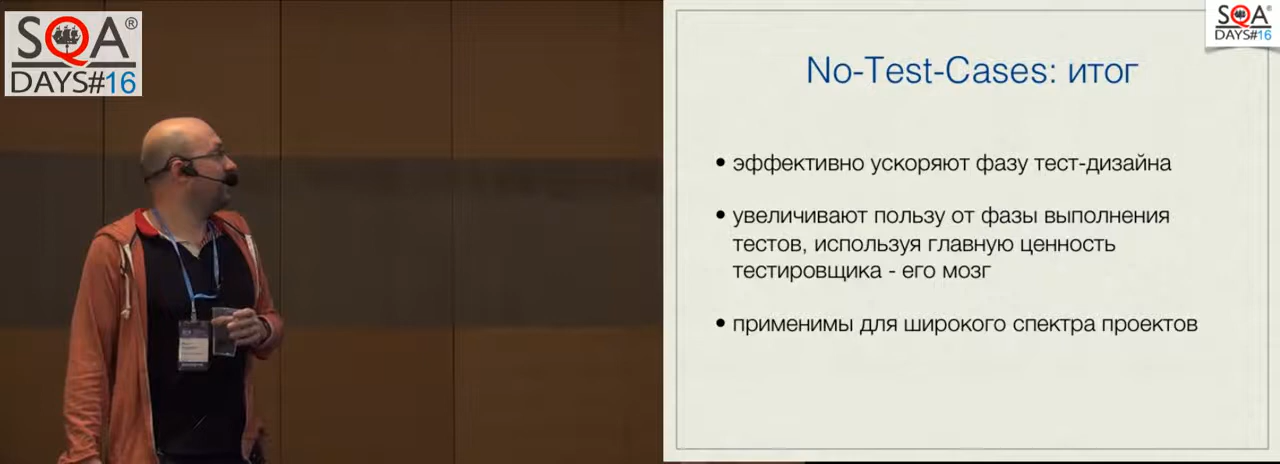 SQA®
DAYS#16
No-Test-Cases: итог
• эффективно ускоряют фазу тест-дизайна
• увеличивают пользу от фазы выполнения
тестов, используя главную ценность
тестировщика - его мозг
• применимы для широкого спектра проектов
SQA®
DAYS#16